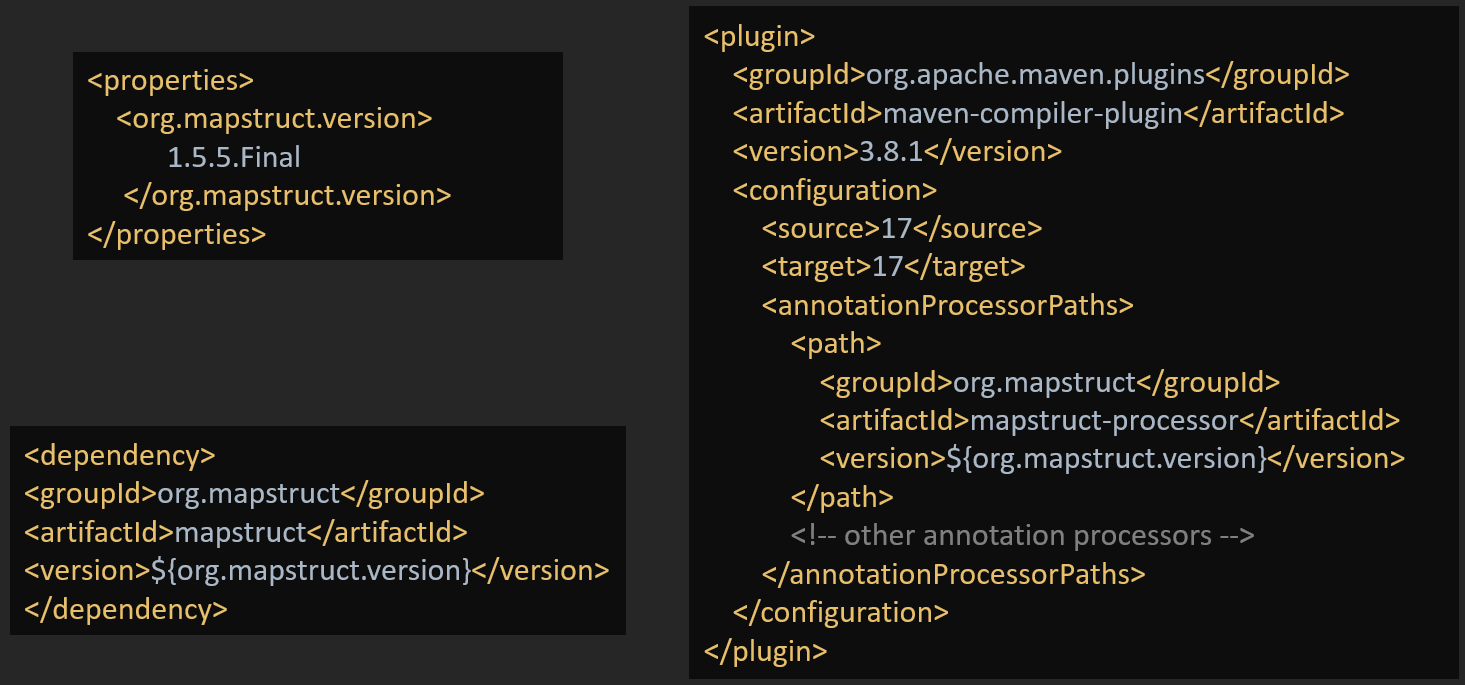 <properties>
<org.mapstruct.version>
1.5.5.Final
</org.mapstruct.version>
</properties>
<dependency>
<groupId>org.mapstruct</groupId>
<artifactId>mapstruct</artifactId>
<version>${org.mapstruct.version}</version>
</dependency>
<plugin>
<groupId>org.apache.maven.plugins</groupId>
<artifactId>maven-compiler-plugin</artifactId>
<version>3.8.1</version>
<configuration>
<source>17</source>
<target>17</target>
<annotationProcessorPaths>
<path>
<groupId>org.mapstruct</groupId>
<artifactId>mapstruct-processor</artifactId>
<version>${org.mapstruct.version}</version>
</path>
<!-- other annotation processors -->
</annotationProcessorPaths>
</configuration>
</plugin>